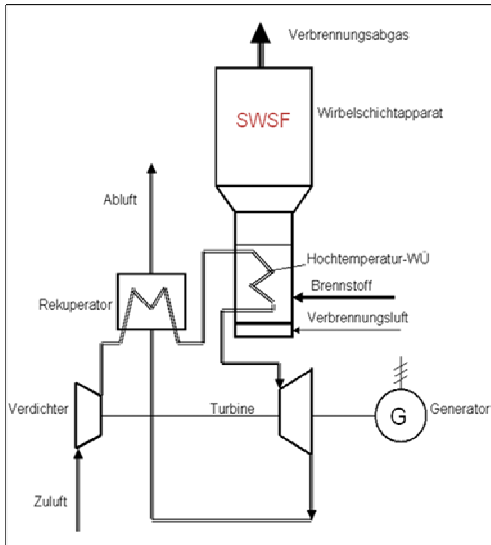 Verbrennungsabgas
SWSF
Wirbelschichtapparat
Abluft
Hochtemperatur-WÜ
Rekuperator
Brennstoff
Verbrennungsluft
Verdichter
Turbine
G
Generator
Zuluft